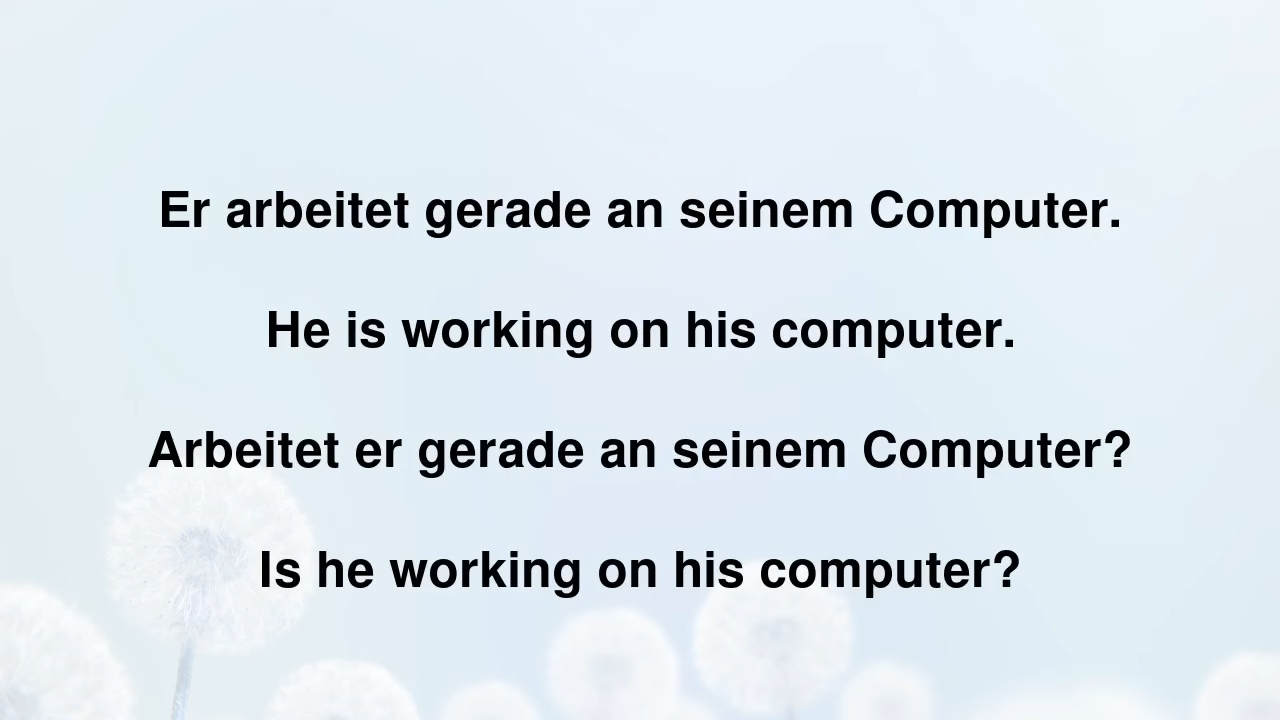 Er arbeitet gerade an seinem Computer.
He is working on his computer.
Arbeitet er gerade an seinem Computer?
Is he working on his computer?